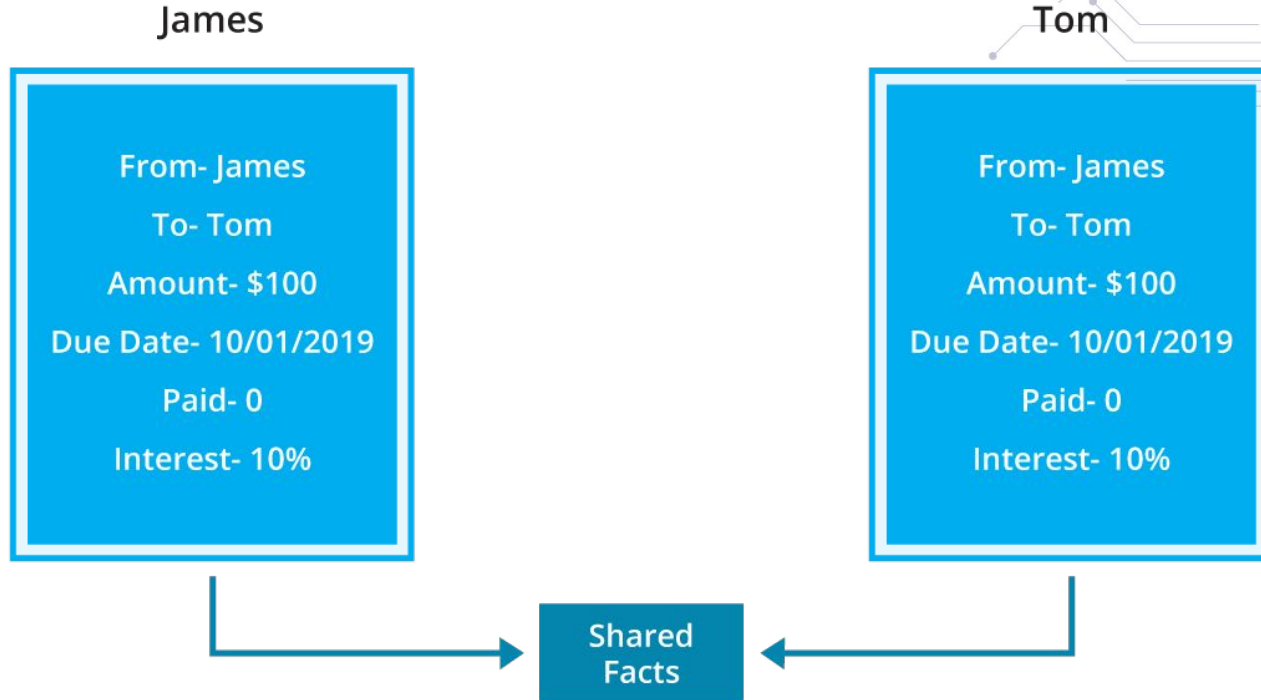 James
From- James
To- Tom
Amount- $100
Due Date- 10/01/2019
Paid- 0
Interest- 10%
Tom
From- James
To- Tom
Amount- $100
Due Date- 10/01/2019
Paid- 0
Interest- 10%
Shared
Facts